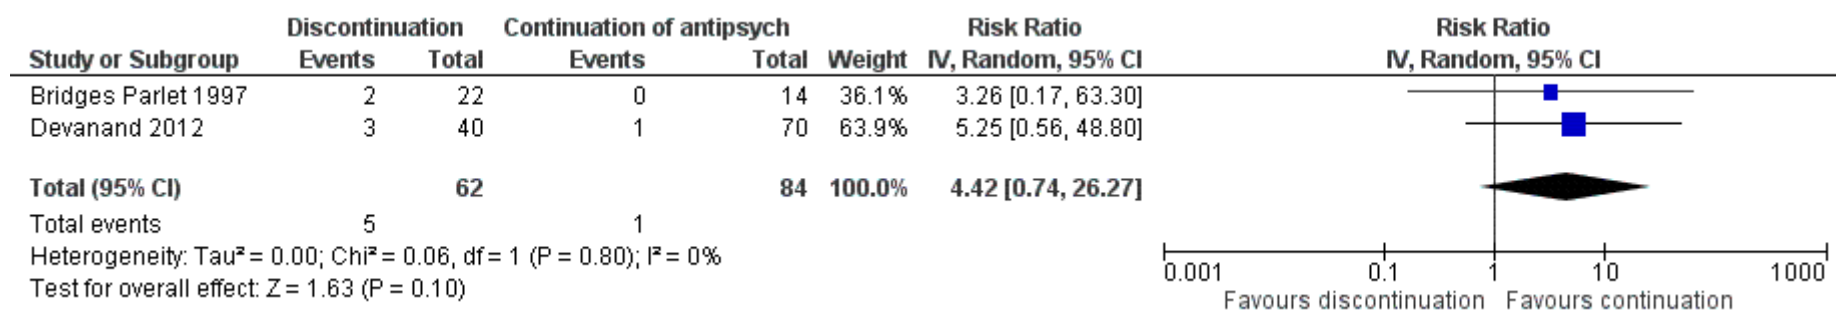 Discontinuation Continuation of antipsych Risk Ratio Risk Ratio
Study or Subgroup Events Total Events Total Weight IV, Random, 95% CI IV, Random, 95% CI
Bridges Parlet 1997 2 22 0 14 36.1% 3.26 [0.17, 63.30]
Devanand 2012 3 40 1 70 63.9% 5.25 [0.56, 48.80]
Total (95% CI) 62 84 100.0% 4.42 [0.74, 26.27]
Total events 5 1
Heterogeneity: Tau² = 0.00; Chi² = 0.06, df = 1 (P = 0.80); I² = 0%
Test for overall effect: Z = 1.63 (P = 0.10)
0.001 0.1 1 10 1000
Favours discontinuation Favours continuation